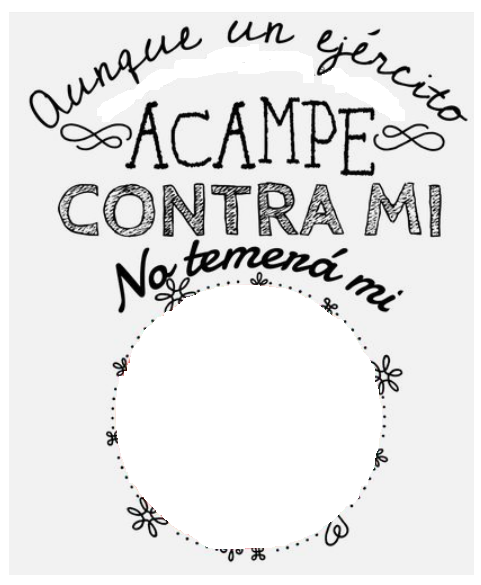 Aunque un ejército
ACAMPE
CONTRA MI
No temerá mi